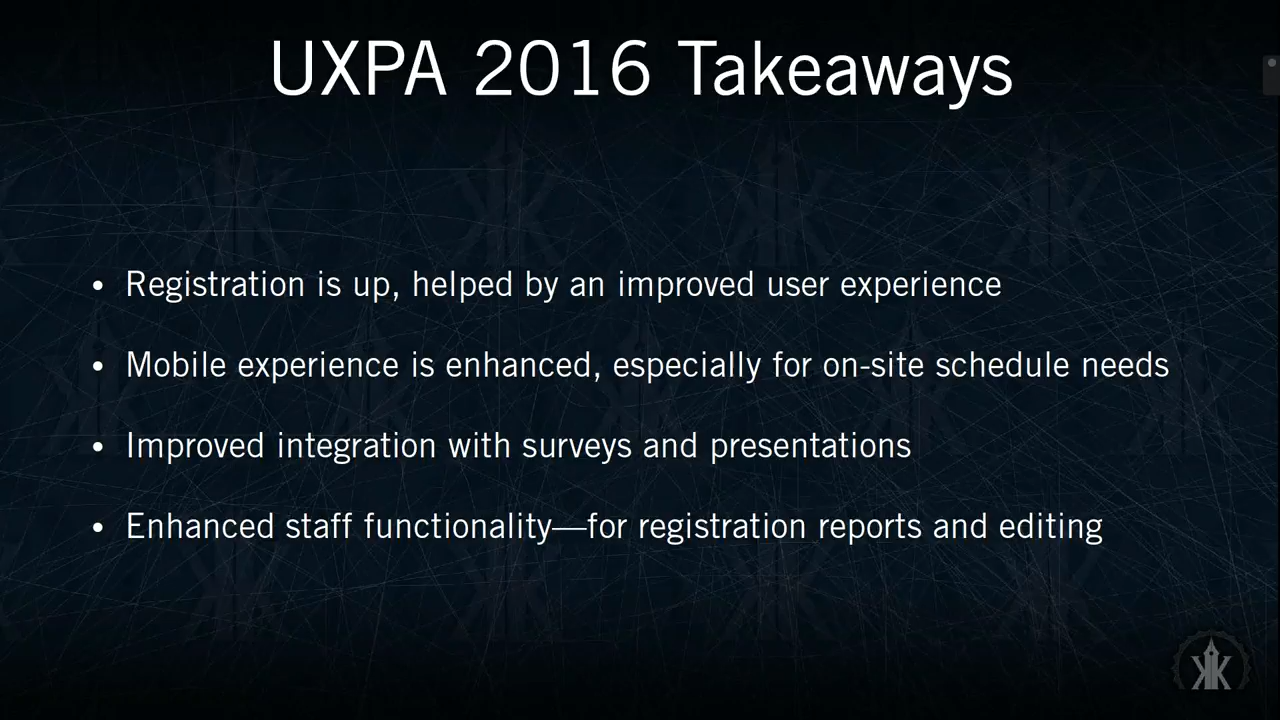 UXPA 2016 Takeaways
• Registration is up, helped by an improved user experience
• Mobile experience is enhanced, especially for on-site schedule needs
• Improved integration with surveys and presentations
• Enhanced staff functionality—for registration reports and editing